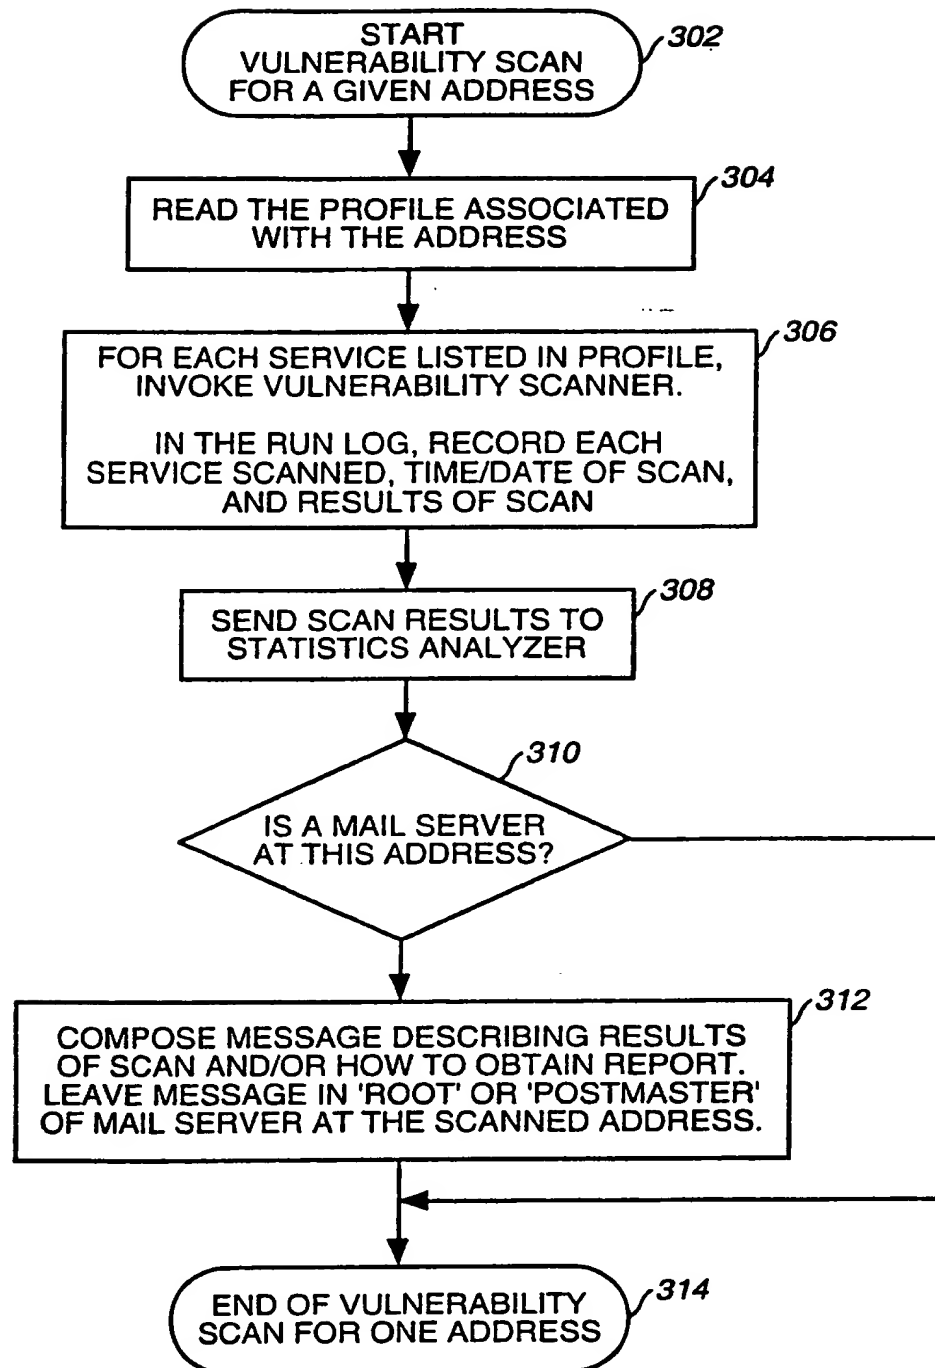 START
VULNERABILITY SCAN
FOR A GIVEN ADDRESS
302
READ THE PROFILE ASSOCIATED
WITH THE ADDRESS
304
FOR EACH SERVICE LISTED IN PROFILE,
INVOKE VULNERABILITY SCANNER.
IN THE RUN LOG, RECORD EACH
SERVICE SCANNED, TIME/DATE OF SCAN,
AND RESULTS OF SCAN
306
SEND SCAN RESULTS TO
STATISTICS ANALYZER
308
IS A MAIL SERVER
AT THIS ADDRESS?
310
COMPOSE MESSAGE DESCRIBING RESULTS
OF SCAN AND/OR HOW TO OBTAIN REPORT.
LEAVE MESSAGE IN 'ROOT' OR 'POSTMASTER'
OF MAIL SERVER AT THE SCANNED ADDRESS.
312
END OF VULNERABILITY
SCAN FOR ONE ADDRESS
314